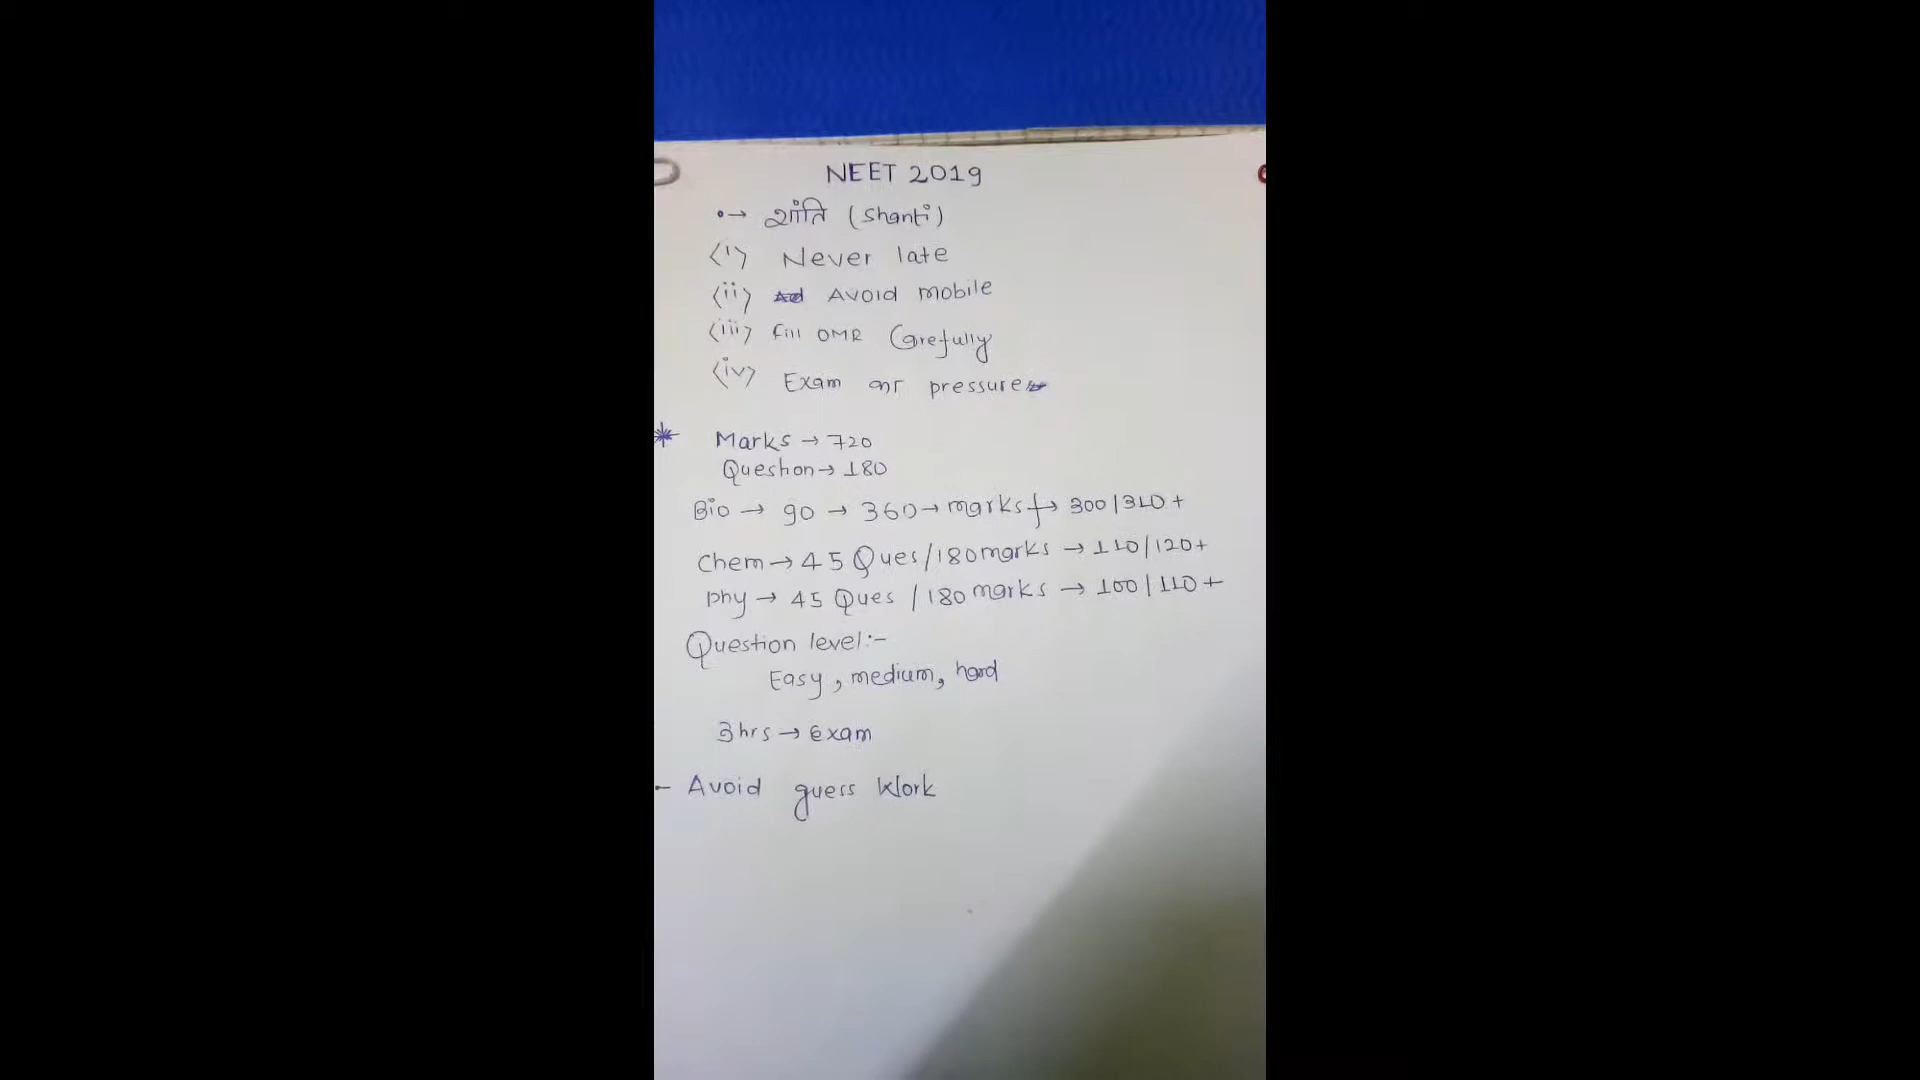 NEET 2019
•→ शांति (Shanti)
(i) Never late
(ii) Avoid mobile
(iii) Fill OMR Carefully
(iv) Exam का pressure
* Marks → 720
Question → 180
Bio → 90 → 360 → marks → 300/310+
Chem → 45 Ques/180 marks → 110/120+
Phy → 45 Ques/180 marks → 100/110+
Question level:-
Easy, medium, hard
3hrs → Exam
- Avoid guess Work